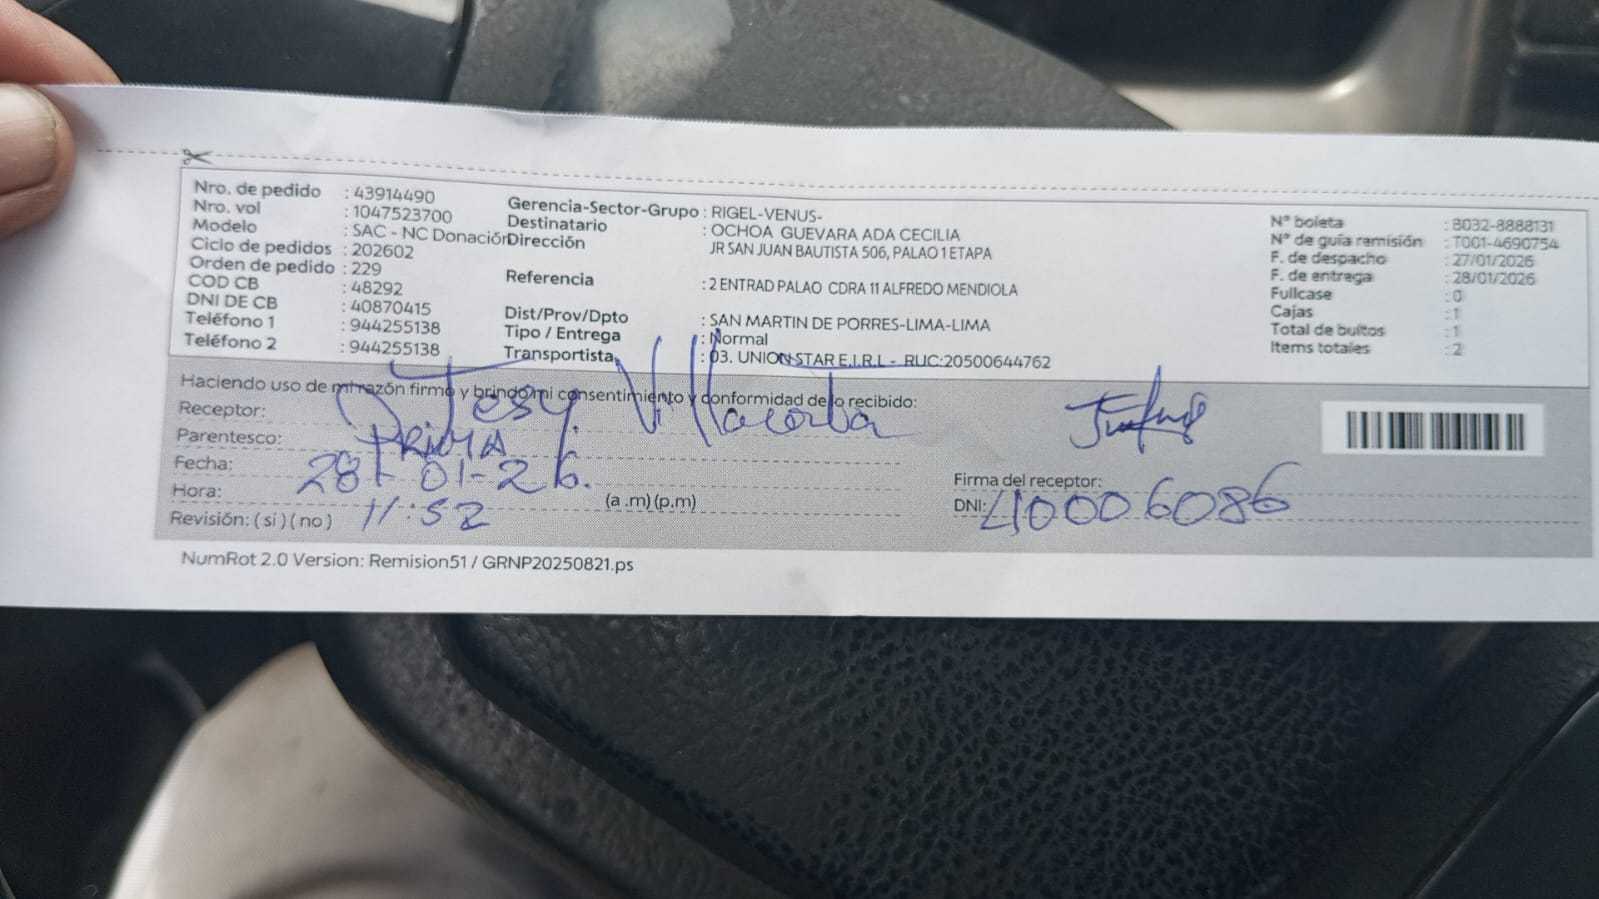 Nro. de pedido : 43914490
Nro. vol : 1047523700
Modelo : SAC - NC Donación
Ciclo de pedidos : 202602
Orden de pedido : 229
COD CB : 48292
DNI DE CB : 40870415
Teléfono 1 : 944255138
Teléfono 2 : 944255138
Gerencia-Sector-Grupo : RIGEL-VENUS-
Destinatario : OCHOA GUEVARA ADA CECILIA
Dirección JR SAN JUAN BAUTISTA 506, PALAO 1 ETAPA
Referencia : 2 ENTRAD PALAO CDRA 11 ALFREDO MENDIOLA
Dist/Prov/Dpto : SAN MARTIN DE PORRES-LIMA-LIMA
Tipo / Entrega : Normal
Transportista : 03. UNION STAR E.I.R.L - RUC:20500644762
N° boleta : B032-8888131
N° de guía remisión : T001-4690754
F. de despacho : 27/01/2026
F. de entrega : 28/01/2026
Fullcase : 0
Cajas : 1
Total de bultos : 1
Items totales : 2
Haciendo uso de mi razón firmo y brindo mi consentimiento y conformidad de lo recibido:
Receptor: Jesy Villacorta
Parentesco: PRIMA
Fecha: 28-01-26.
Hora: 11:52 (a .m) (p.m)
Revisión: ( si ) ( no )
Firma del receptor:
DNI: 40006086
NumRot 2.0 Version: Remision51 / GRNP20250821.ps